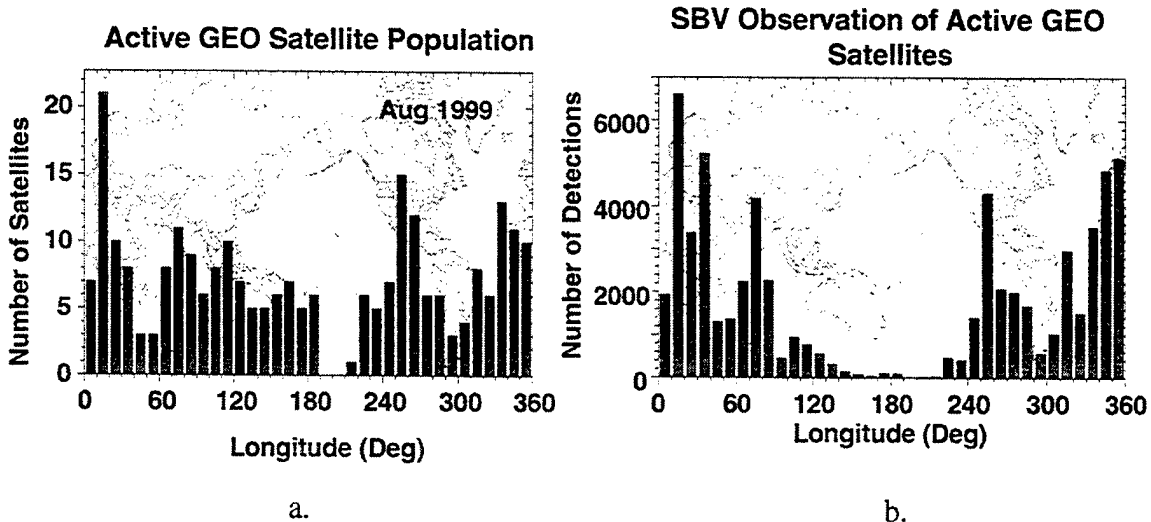 Active GEO Satellite Population
Aug 1999
Number of Satellites
20
15
10
5
0
0 60 120 180 240 300 360
Longitude (Deg)
a.
SBV Observation of Active GEO
Satellites
Number of Detections
6000
4000
2000
0
0 60 120 180 240 300 360
Longitude (Deg)
b.